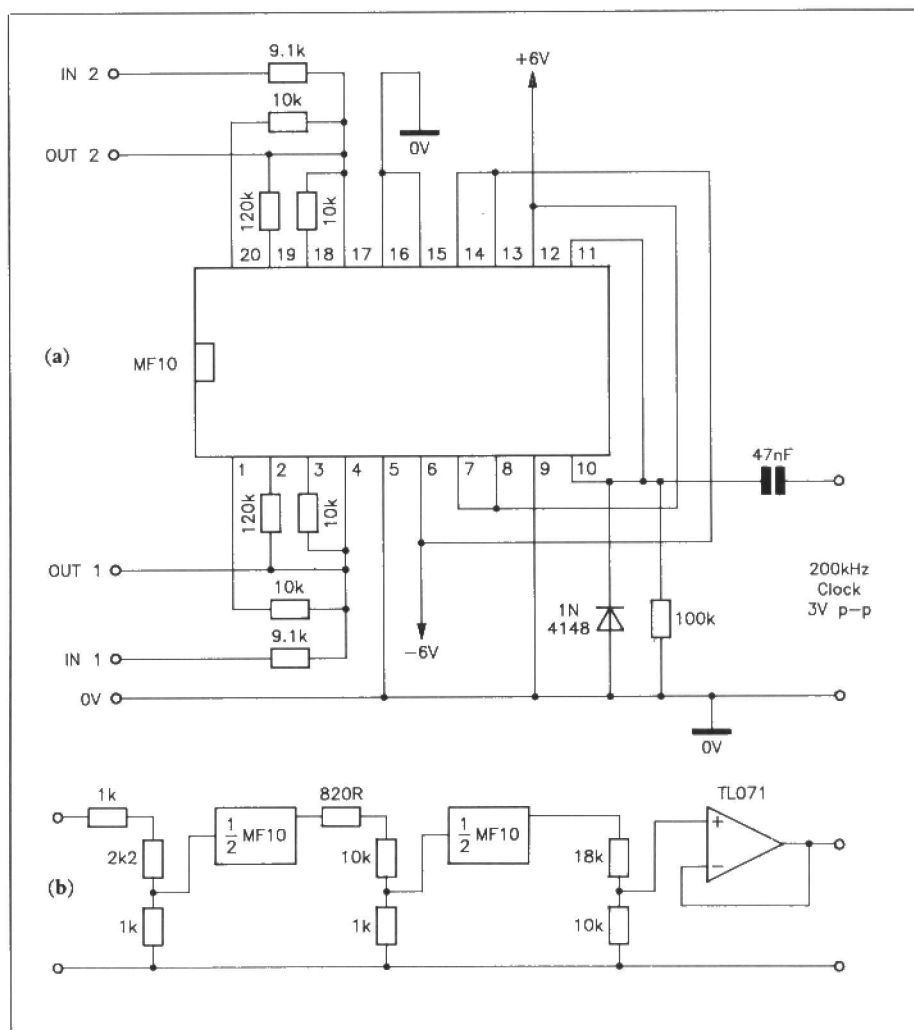 9.1k
+6V
IN 2
10k
0V
OUT 2
120k
10k
20 19 18 17 16 15 14 13 12 11
(a)
MF10
1 2 3 4 5 6 7 8 9 10
47nF
120k
10k
OUT 1
10k
200kHz
Clock
3V p-p
1N
4148
100k
9.1k
-6V
IN 1
0V
0V
TL071
1k
820R
1/2 MF10
1/2 MF10
+
2k2
10k
18k
-
(b)
1k
1k
10k